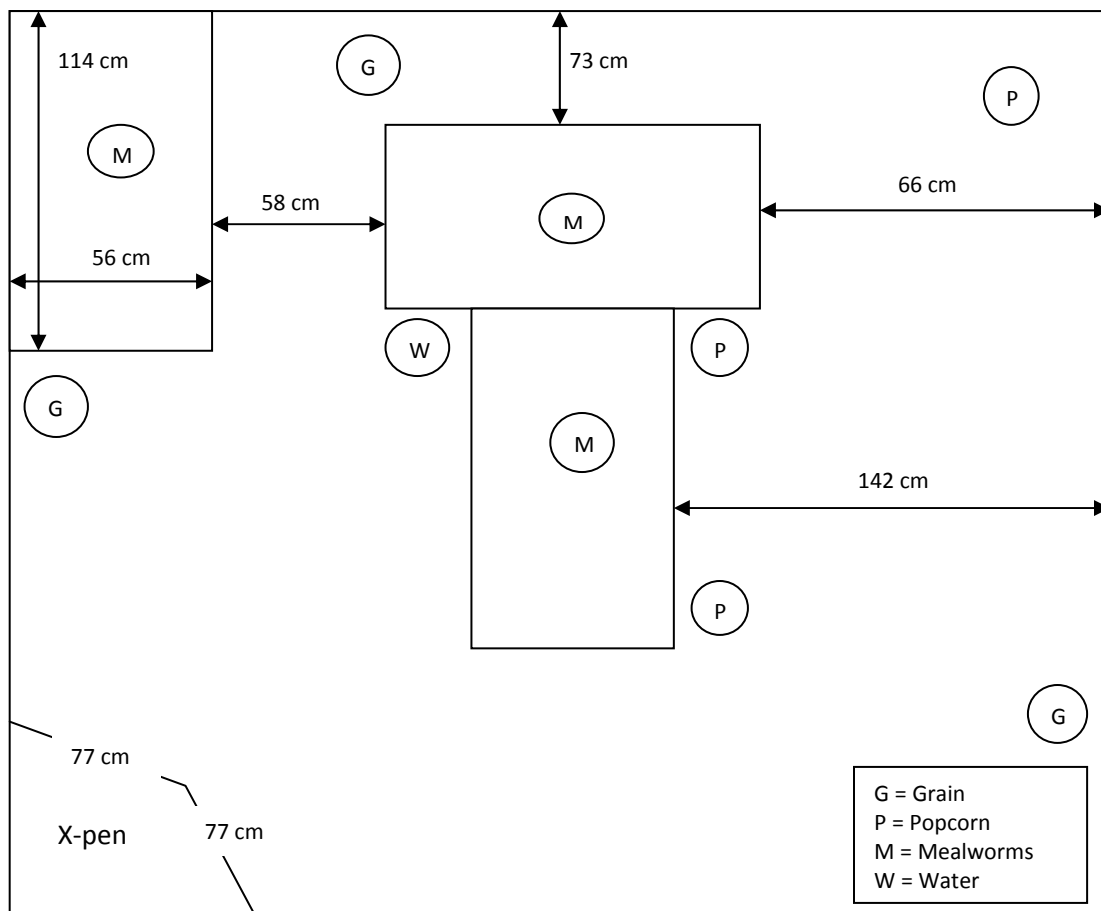 114 cm
G
73 cm
P
M
58 cm
66 cm
M
56 cm
W
P
G
M
142 cm
P
G
77 cm
X-pen
77 cm
G = Grain
P = Popcorn
M = Mealworms
W = Water